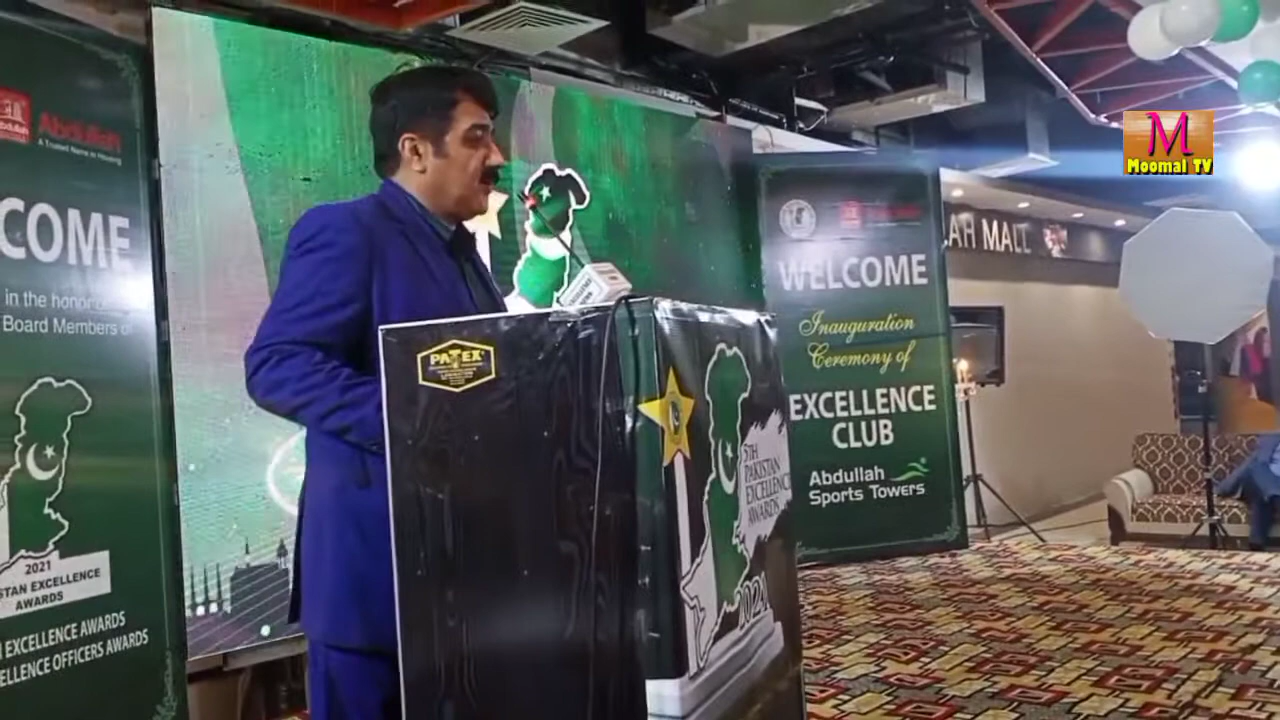 Abdullah
A Trusted Name in Housing
COME
in the honor
Board Members of
2021
STAN EXCELLENCE
AWARDS
EXCELLENCE AWARDS
ELLENCE OFFICERS AWARDS
PATEX
5TH
PAKISTAN
EXCELLENCE
AWARDS
2021
WELCOME
Inauguration
Ceremony of
EXCELLENCE
CLUB
Abdullah
Sports Towers
AH MALL
M
Moomal TV